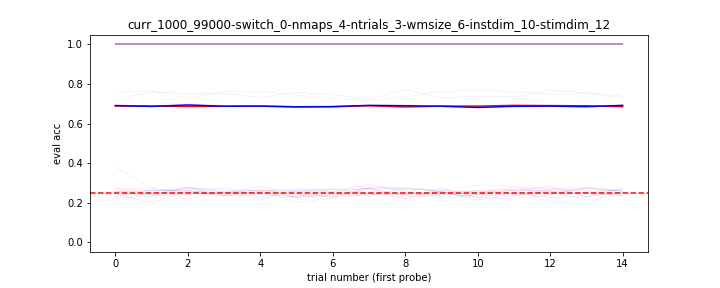 curr_1000_99000-switch_0-nmaps_4-ntrials_3-wmsize_6-instdim_10-stimdim_12
eval acc
1.0
0.8
0.6
0.4
0.2
0.0
0 2 4 6 8 10 12 14
trial number (first probe)